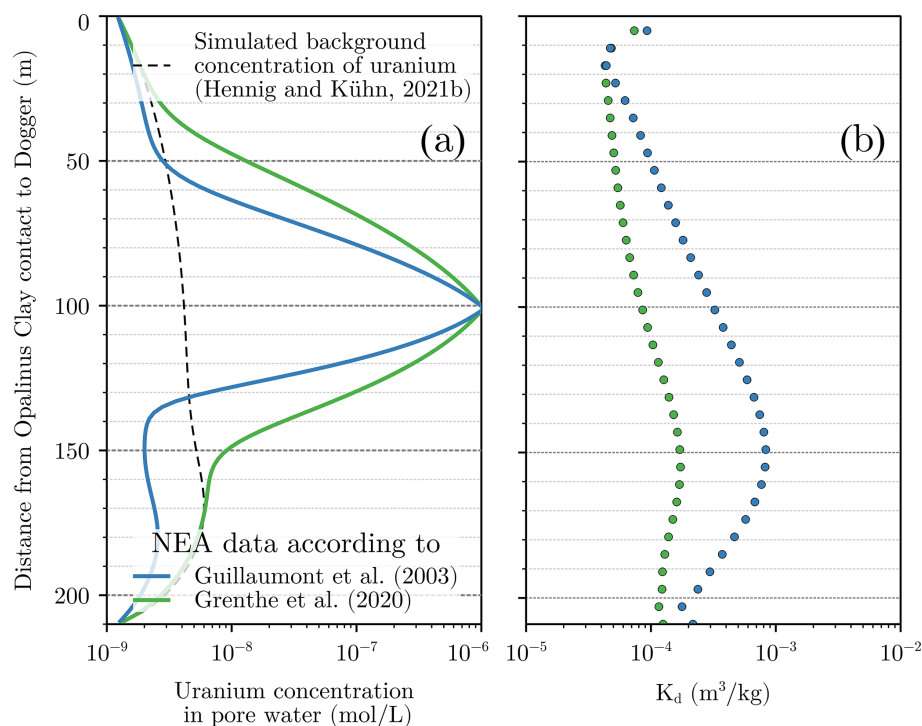 Distance from Opalinus Clay contact to Dogger (m)
0
50
100
150
200
Simulated background
concentration of uranium
(Hennig and Kühn, 2021b)
(a)
NEA data according to
Guillaumont et al. (2003)
Grenthe et al. (2020)
10⁻⁹
10⁻⁸
10⁻⁷
10⁻⁶
Uranium concentration
in pore water (mol/L)
(b)
10⁻⁵
10⁻⁴
10⁻³
10⁻²
K_d (m³/kg)